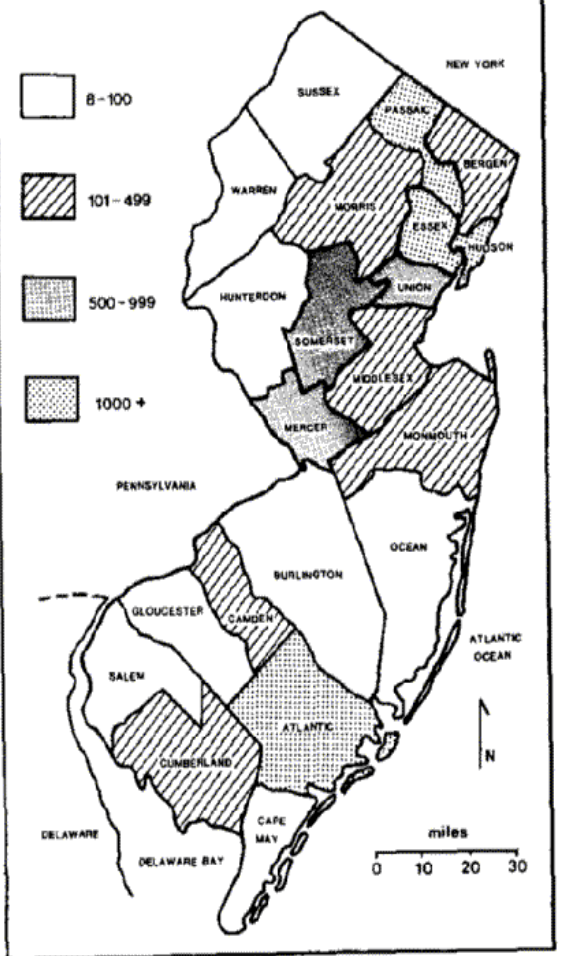 NEW YORK
SUSSEX
8-100
PASSAIC
BERGEN
WARREN
101-499
MORRIS
ESSEX
HUDSON
HUNTERDON
UNION
500-999
SOMERSET
MIDDLESEX
1000 +
MERCER
MONMOUTH
PENNSYLVANIA
OCEAN
BURLINGTON
GLOUCESTER
CAMDEN
ATLANTIC
OCEAN
SALEM
ATLANTIC
N
CUMBERLAND
CAPE
MAY
miles
DELAWARE
DELAWARE BAY
0 10 20 30